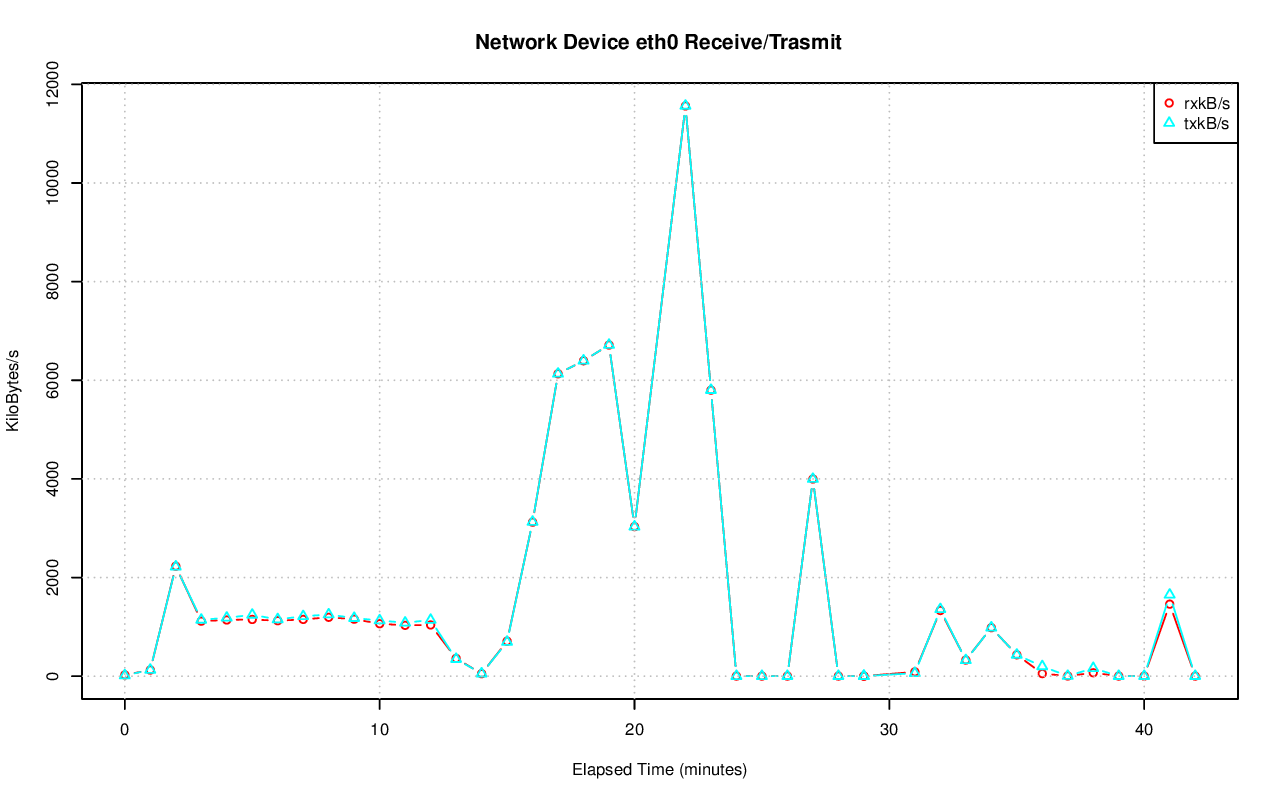 Network Device eth0 Receive/Trasmit
rxkB/s
txkB/s
KiloBytes/s
12000
10000
8000
6000
4000
2000
0
0 10 20 30 40
Elapsed Time (minutes)